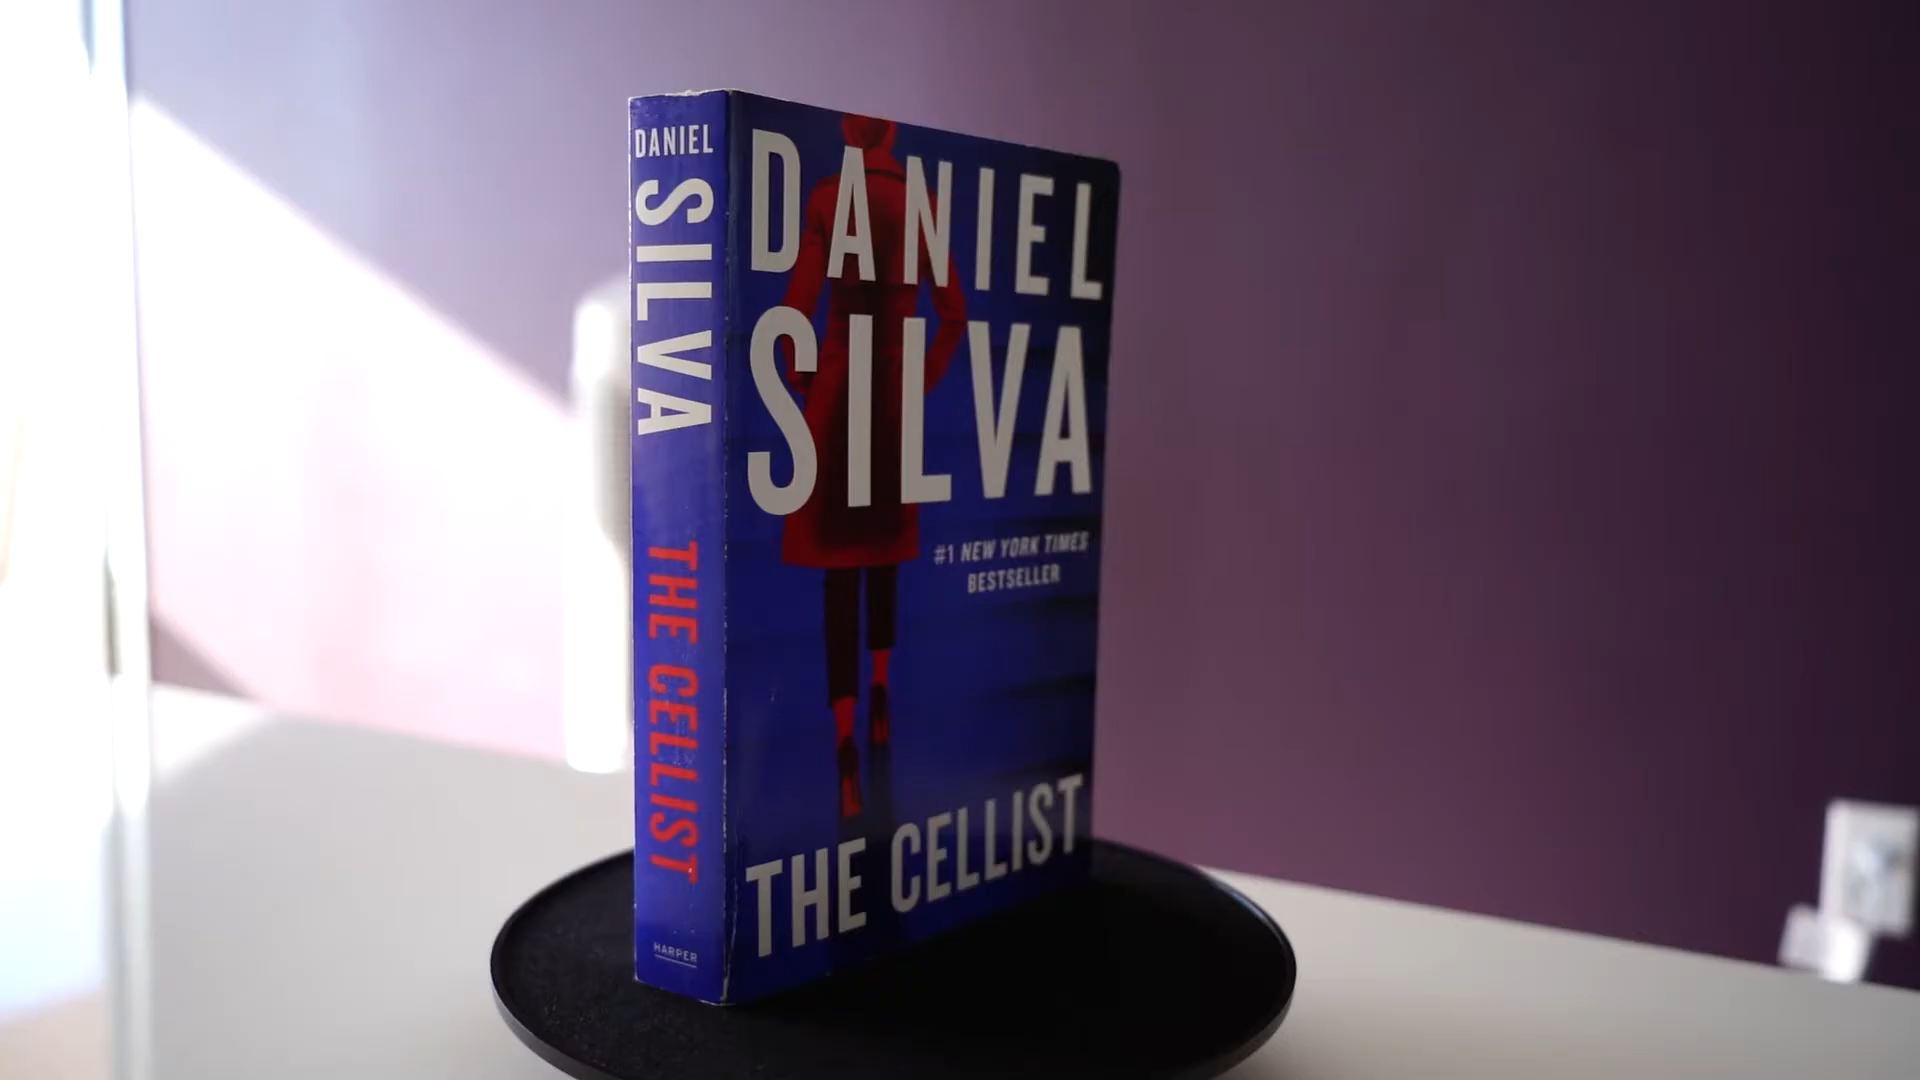 DANIEL
SILVA
THE CELLIST
HARPER
DANIEL
SILVA
#1 NEW YORK TIMES
BESTSELLER
THE CELLIST